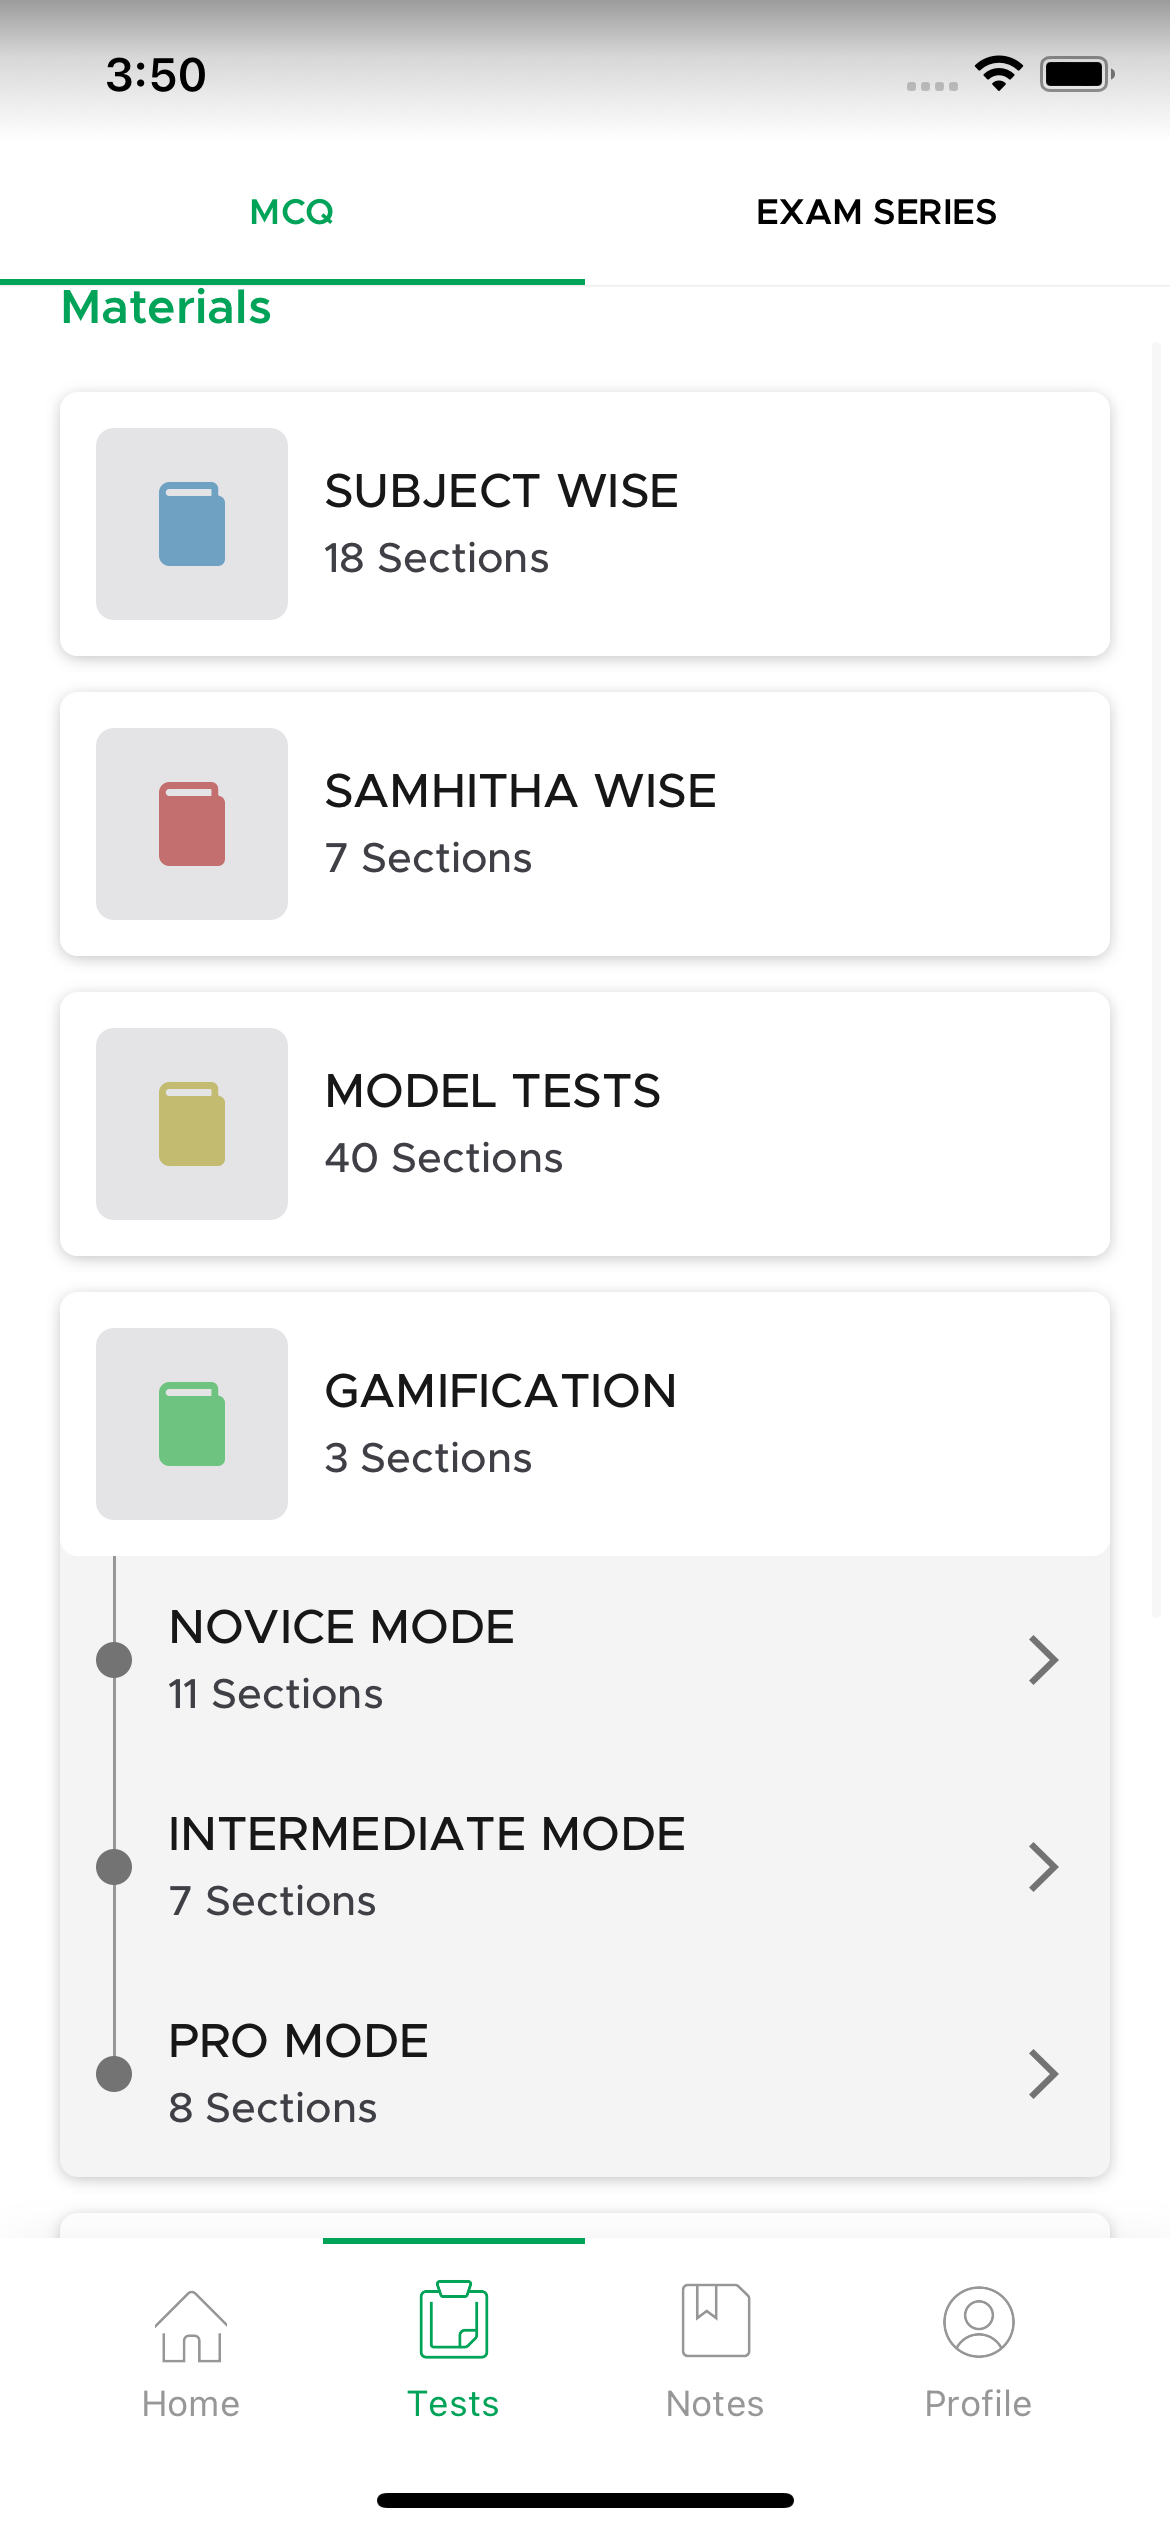 3:50
MCQ
EXAM SERIES
Materials
SUBJECT WISE
18 Sections
SAMHITHA WISE
7 Sections
MODEL TESTS
40 Sections
GAMIFICATION
3 Sections
NOVICE MODE
11 Sections
INTERMEDIATE MODE
7 Sections
PRO MODE
8 Sections
Home
Tests
Notes
Profile